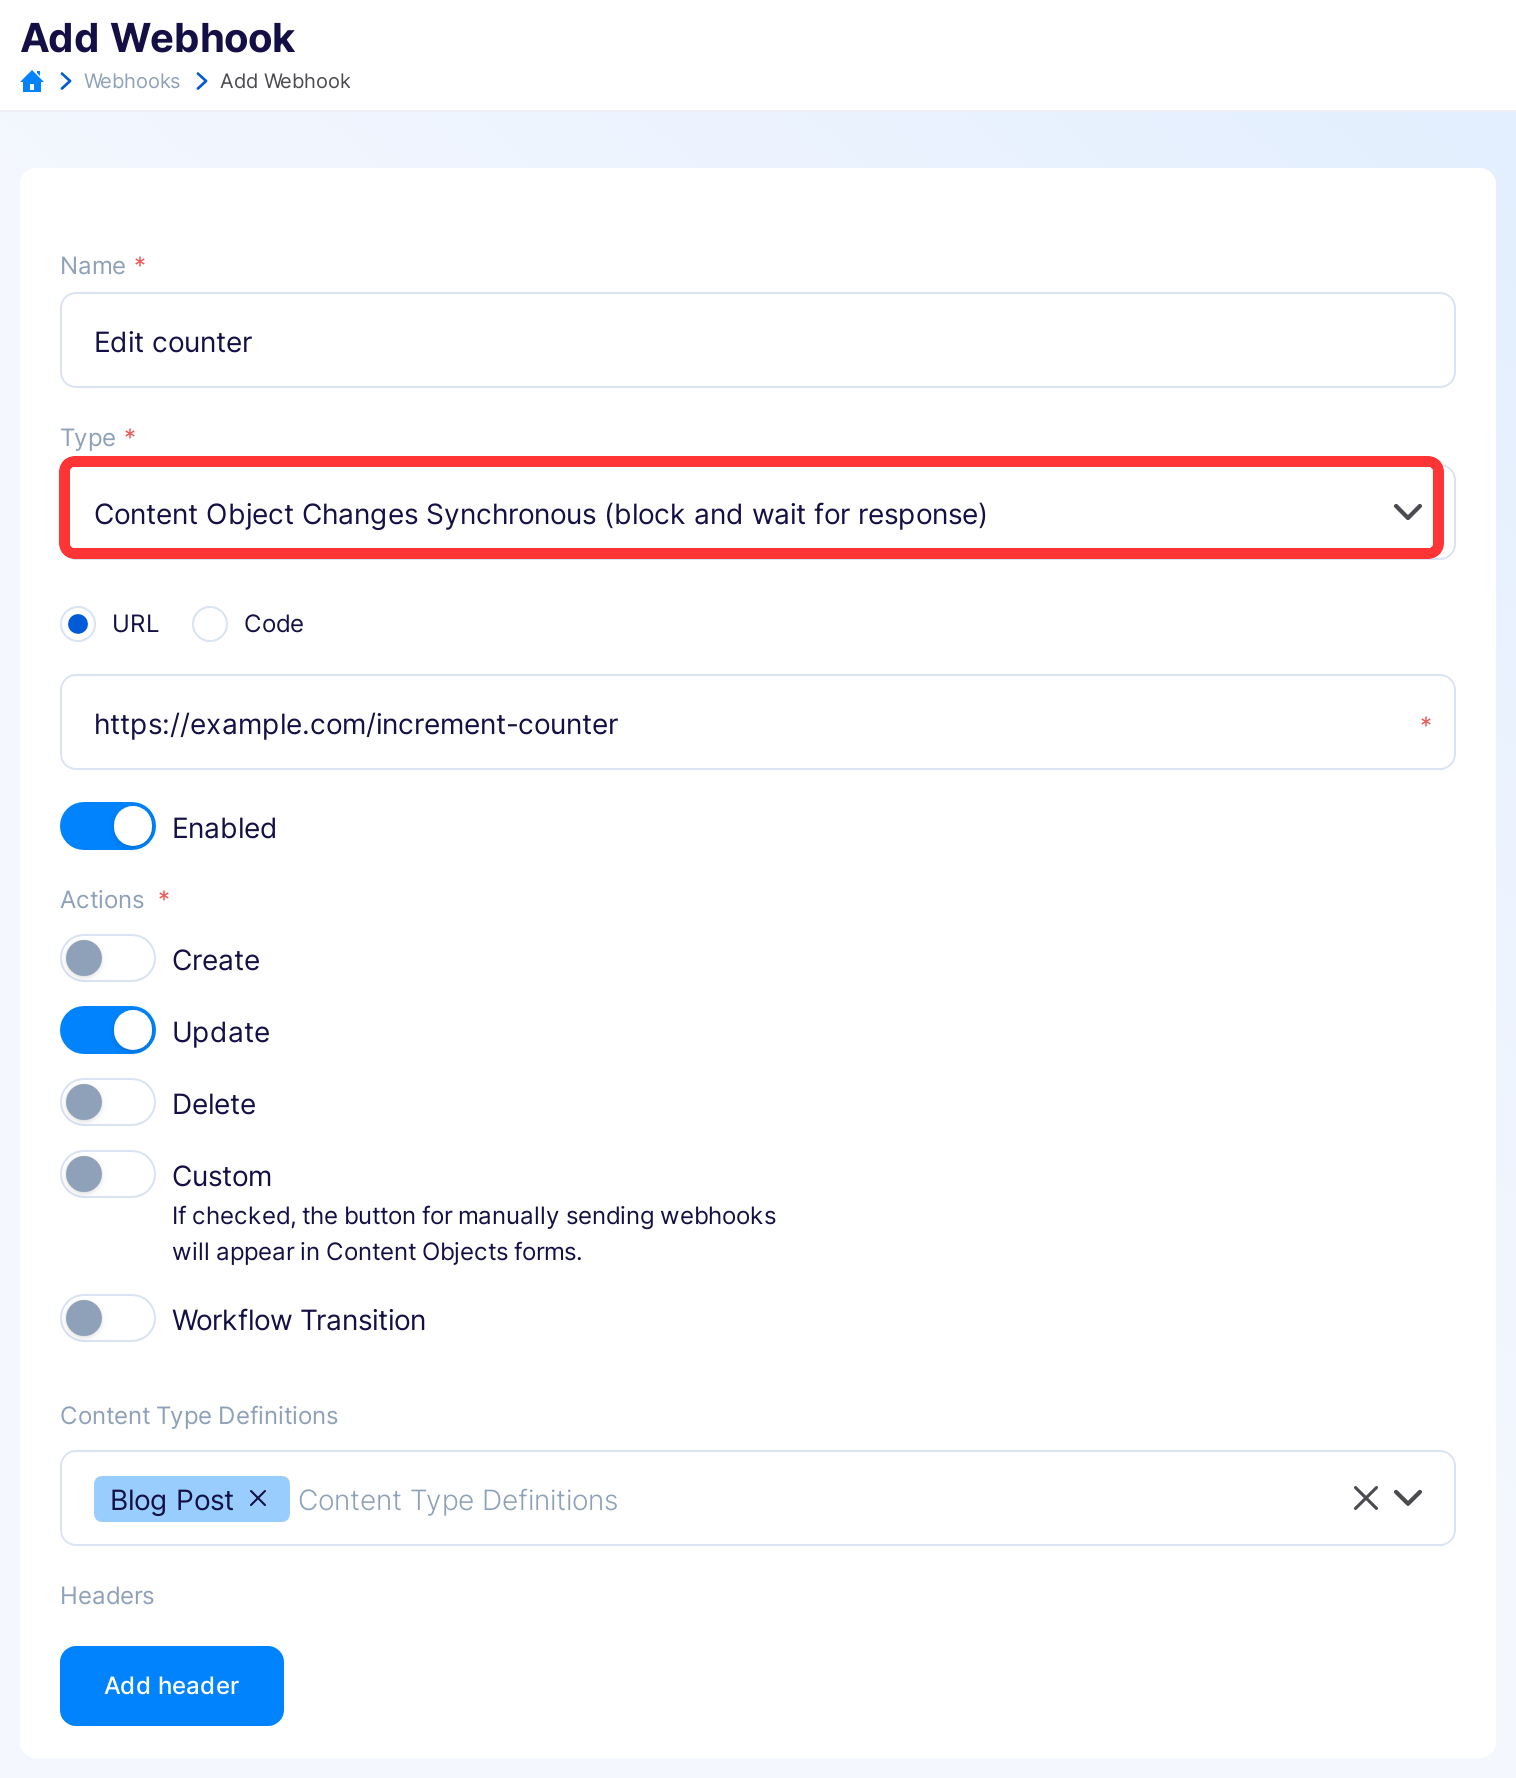 Add Webhook
Webhooks Add Webhook
Name *
Edit counter
Type *
Content Object Changes Synchronous (block and wait for response)
URL Code
https://example.com/increment-counter *
Enabled
Actions *
Create
Update
Delete
Custom
If checked, the button for manually sending webhooks
will appear in Content Objects forms.
Workflow Transition
Content Type Definitions
Blog Post Content Type Definitions
Headers
Add header